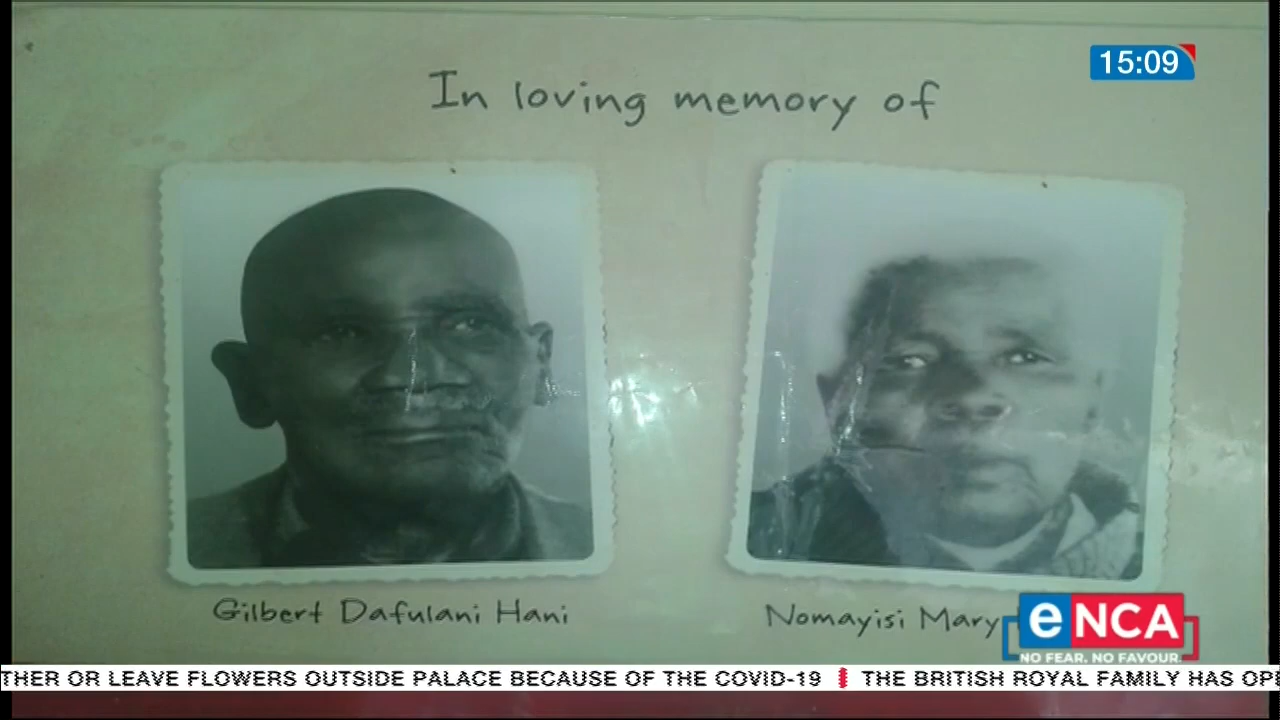 15:09
In loving memory of
Gilbert Dafulani Hani
Nomayisi Mary
eNCA
NO FEAR. NO FAVOUR.
THER OR LEAVE FLOWERS OUTSIDE PALACE BECAUSE OF THE COVID-19 THE BRITISH ROYAL FAMILY HAS OPE